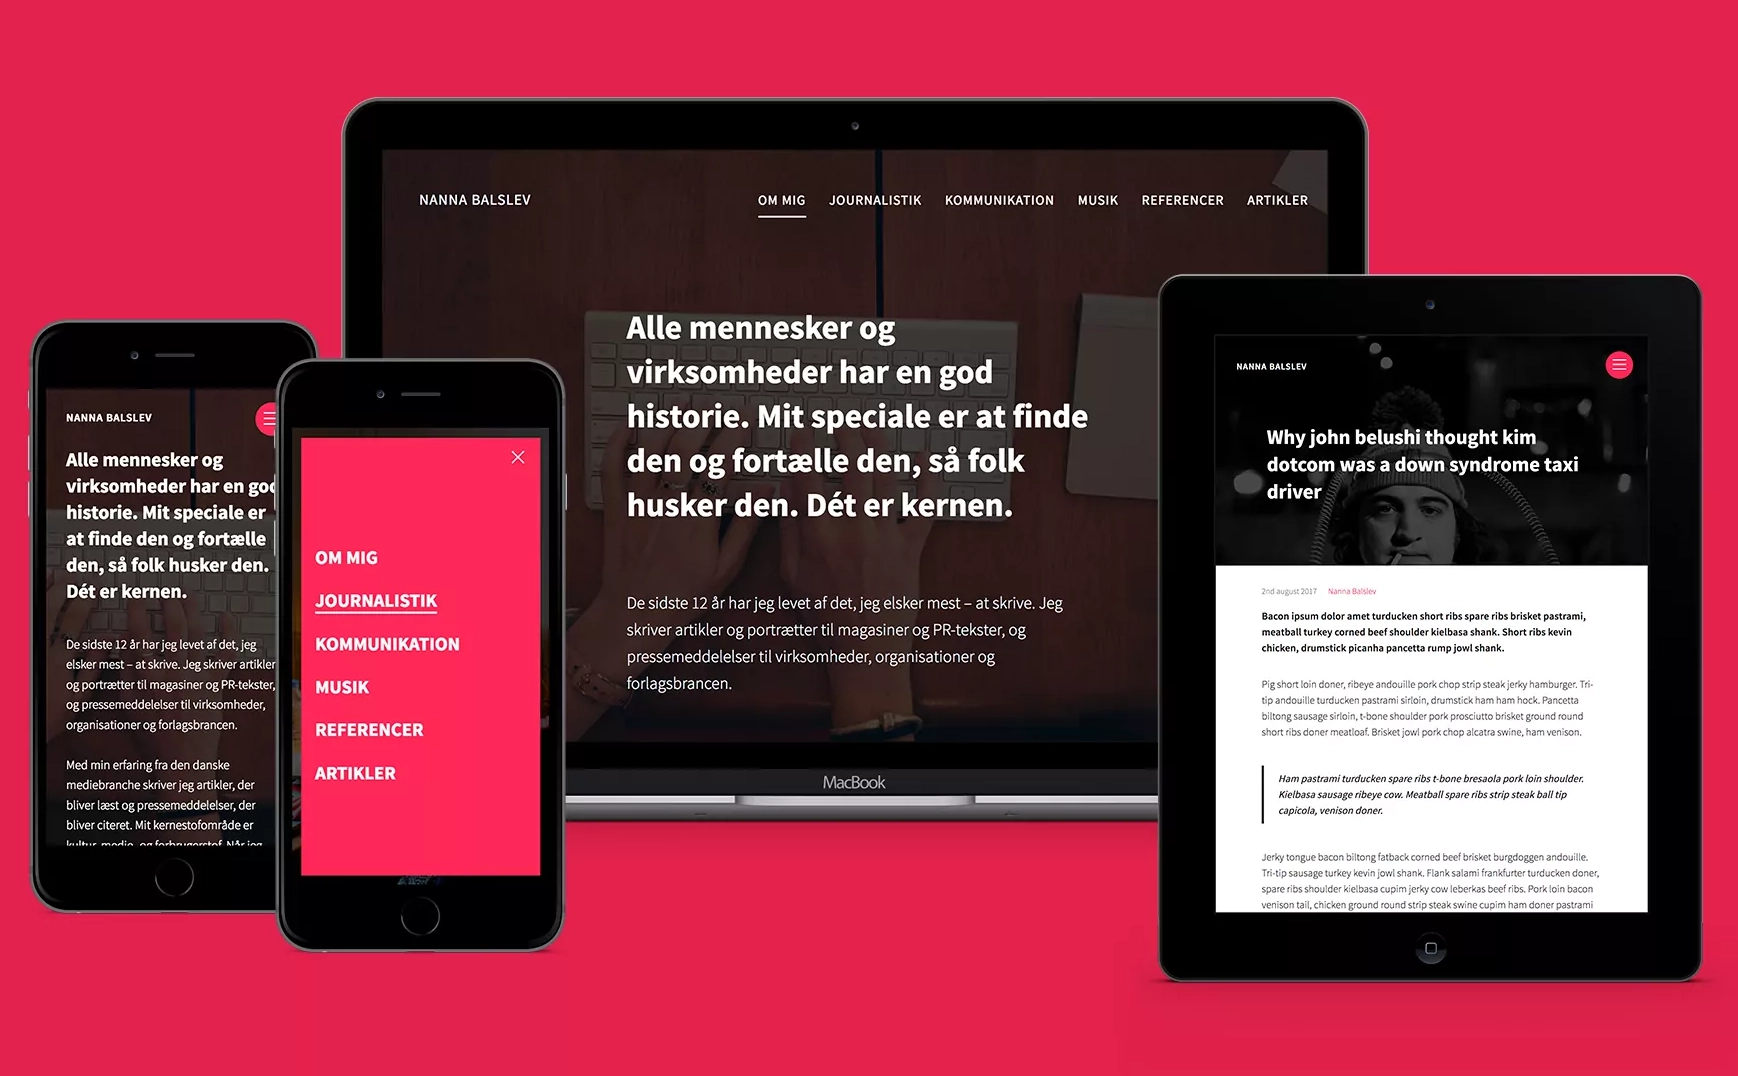 NANNA BALSLEV
OM MIG JOURNALISTIK KOMMUNIKATION MUSIK REFERENCER ARTIKLER
Alle mennesker og
virksomheder har en god
historie. Mit speciale er at finde
den og fortælle den, så folk
husker den. Dét er kernen.
De sidste 12 år har jeg levet af det, jeg elsker mest – at skrive. Jeg
skriver artikler og portrætter til magasiner og PR-tekster, og
pressemeddelelser til virksomheder, organisationer og
forlagsbrancen.
MacBook
NANNA BALSLEV
Alle mennesker og
virksomheder har en god
historie. Mit speciale er
at finde den og fortælle
den, så folk husker den.
Dét er kernen.
De sidste 12 år har jeg levet af det, jeg
elsker mest – at skrive. Jeg skriver artikler
og portrætter til magasiner og PR-tekster,
og pressemeddelelser til virksomheder,
organisationer og forlagsbrancen.
Med min erfaring fra den danske
mediebranche skriver jeg artikler, der
bliver læst og pressemeddelelser, der
bliver citeret. Mit kernestofområde er
kultur, medie, og forbrugerstof. Når jeg
OM MIG
JOURNALISTIK
KOMMUNIKATION
MUSIK
REFERENCER
ARTIKLER
NANNA BALSLEV
Why john belushi thought kim
dotcom was a down syndrome taxi
driver
2nd august 2017 Nanna Balslev
Bacon ipsum dolor amet turducken short ribs spare ribs brisket pastrami,
meatball turkey corned beef shoulder kielbasa shank. Short ribs kevin
chicken, drumstick picanha pancetta rump jowl shank.
Pig short loin doner, ribeye andouille pork chop strip steak jerky hamburger. Tri-
tip andouille turducken pastrami sirloin, drumstick ham ham hock. Pancetta
biltong sausage sirloin, t-bone shoulder pork prosciutto brisket ground round
short ribs doner meatloaf. Brisket jowl pork chop alcatra swine, ham venison.
Ham pastrami turducken spare ribs t-bone bresaola pork loin shoulder.
Kielbasa sausage ribeye cow. Meatball spare ribs strip steak ball tip
capicola, venison doner.
Jerky tongue bacon biltong fatback corned beef brisket burgdoggen andouille.
Tri-tip sausage turkey kevin jowl shank. Flank salami frankfurter turducken doner,
spare ribs shoulder kielbasa cupim jerky cow leberkas beef ribs. Pork loin bacon
venison tail, chicken ground round strip steak swine cupim ham doner pastrami